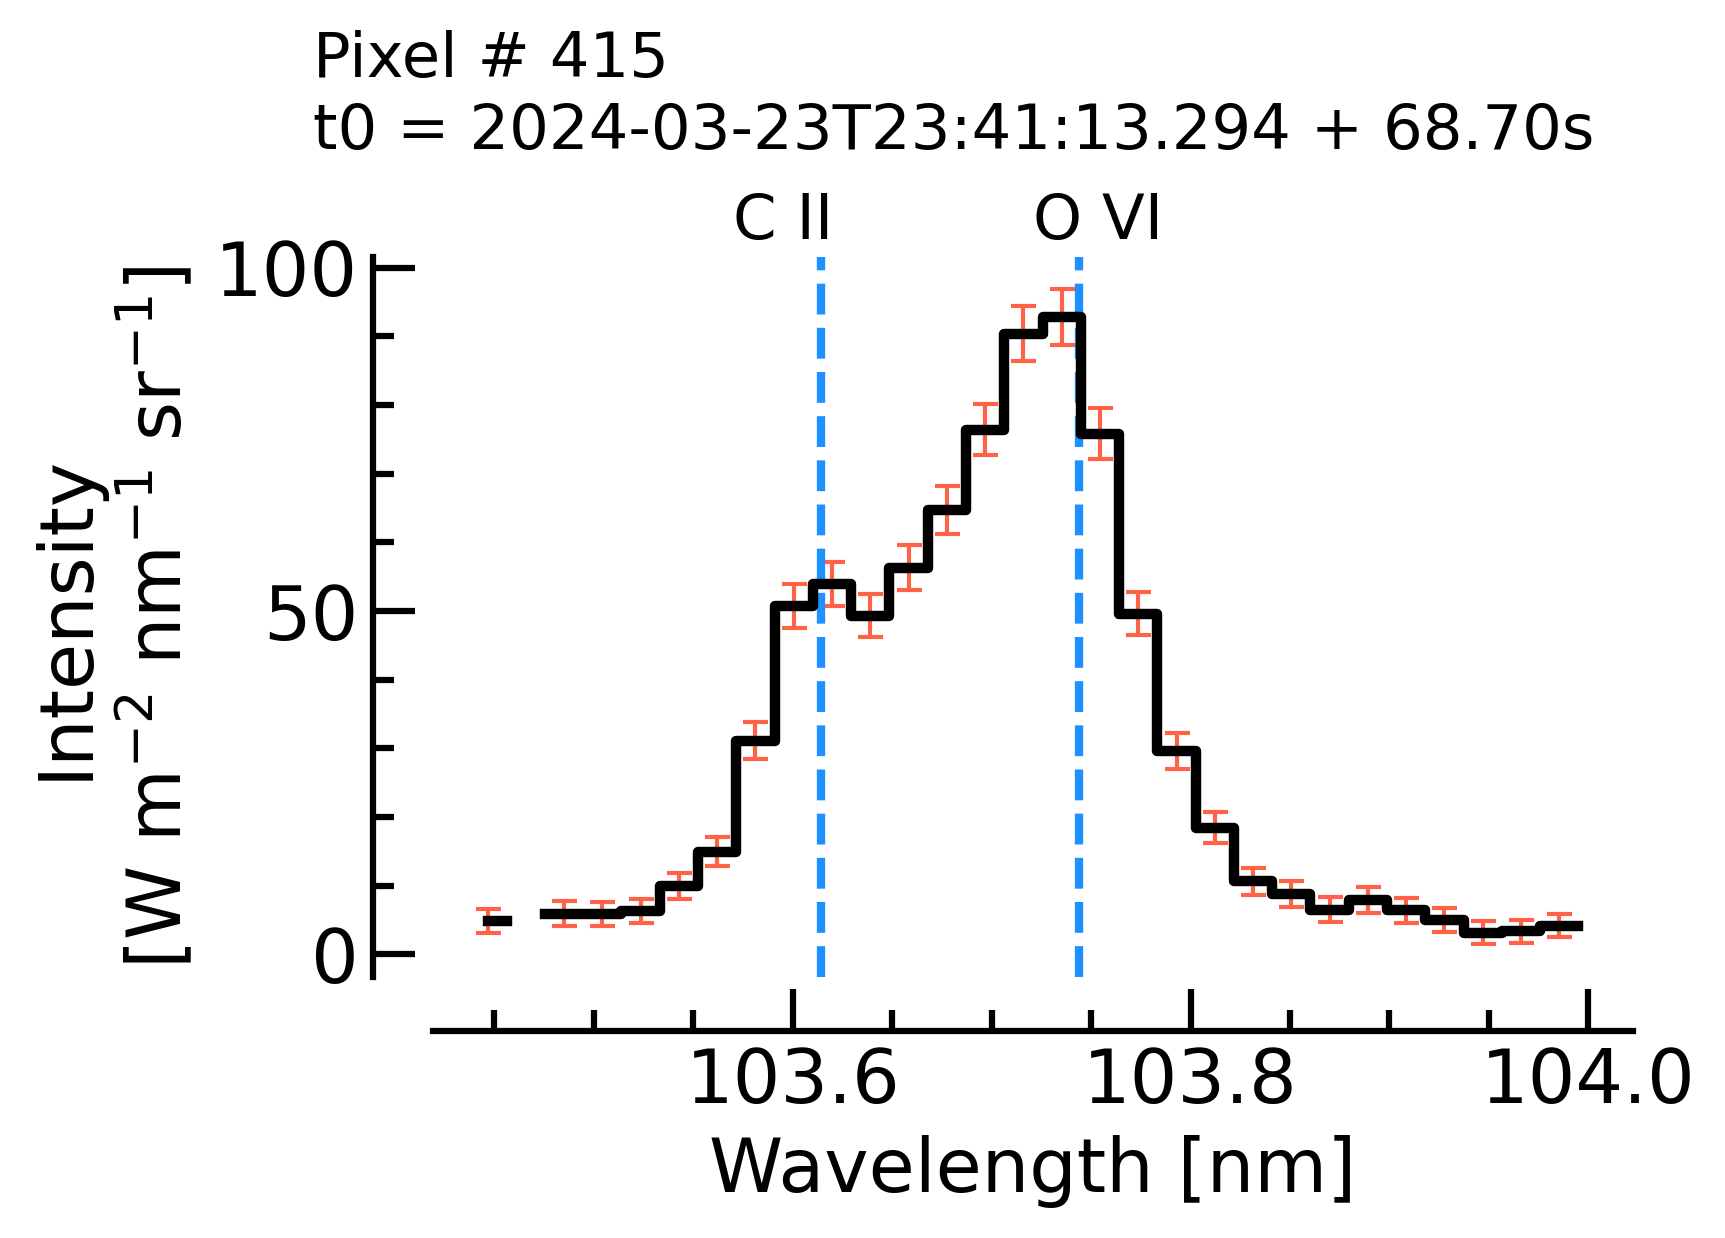 Pixel # 415
t0 = 2024-03-23T23:41:13.294 + 68.70s
C II
O VI
100
50
0
Intensity
[W m⁻² nm⁻¹ sr⁻¹]
103.6
103.8
104.0
Wavelength [nm]